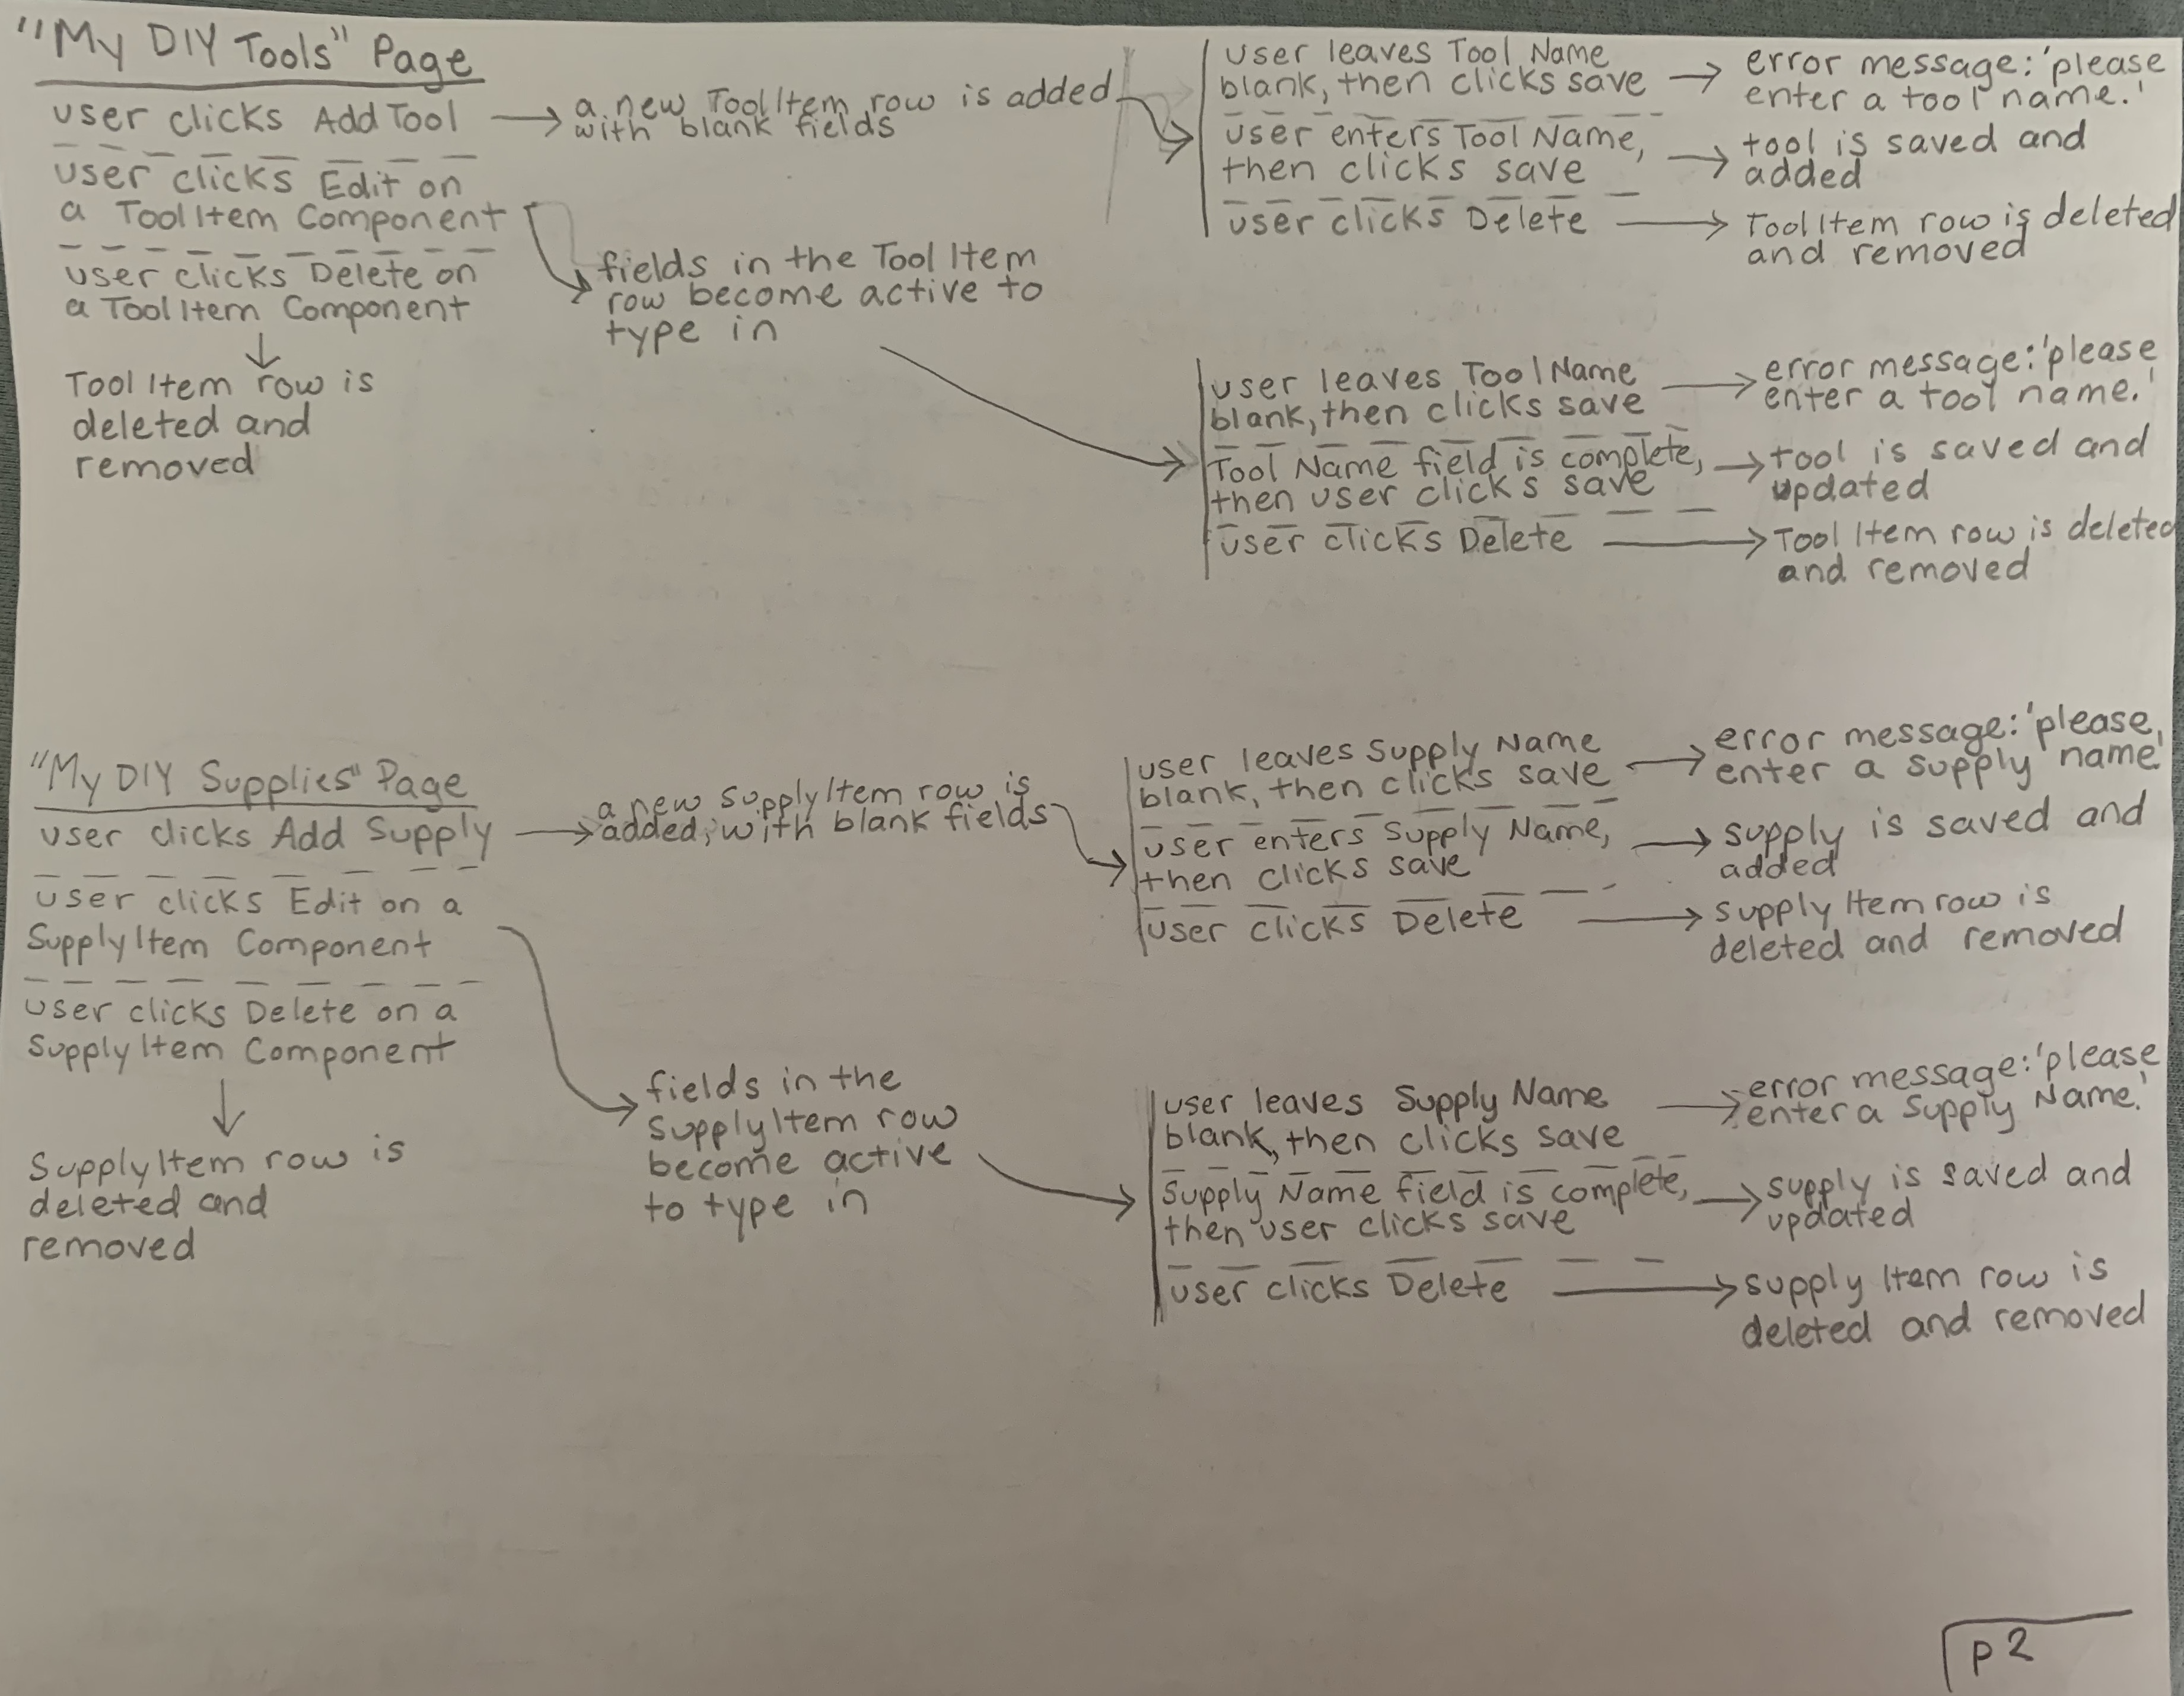 "My DIY Tools" Page
user clicks Add Tool
a new ToolItem row is added
with blank fields
user leaves Tool Name
blank, then clicks save
error message: 'please
enter a tool name.'
user enters Tool Name,
then clicks save
tool is saved and
added
user clicks Delete
ToolItem row is deleted
and removed
user clicks Edit on
a ToolItem Component
fields in the Tool Item
row become active to
type in
user leaves Tool Name
blank, then clicks save
error message: 'please
enter a tool name.'
Tool Name field is complete,
then user clicks save
tool is saved and
updated
user clicks Delete
Tool Item row is deleted
and removed
user clicks Delete on
a ToolItem Component
Tool Item row is
deleted and
removed
"My DIY Supplies" Page
user clicks Add Supply
a new SupplyItem row is
added, with blank fields
user leaves Supply Name
blank, then clicks save
error message: 'please
enter a supply name'
user enters Supply Name,
then clicks save
supply is saved and
added
user clicks Delete
supply Item row is
deleted and removed
user clicks Edit on a
SupplyItem Component
fields in the
SupplyItem row
become active
to type in
user leaves Supply Name
blank, then clicks save
error message: 'please
enter a Supply Name.'
Supply Name field is complete,
then user clicks save
supply is saved and
updated
user clicks Delete
supply Item row is
deleted and removed
user clicks Delete on a
SupplyItem Component
SupplyItem row is
deleted and
removed
p 2